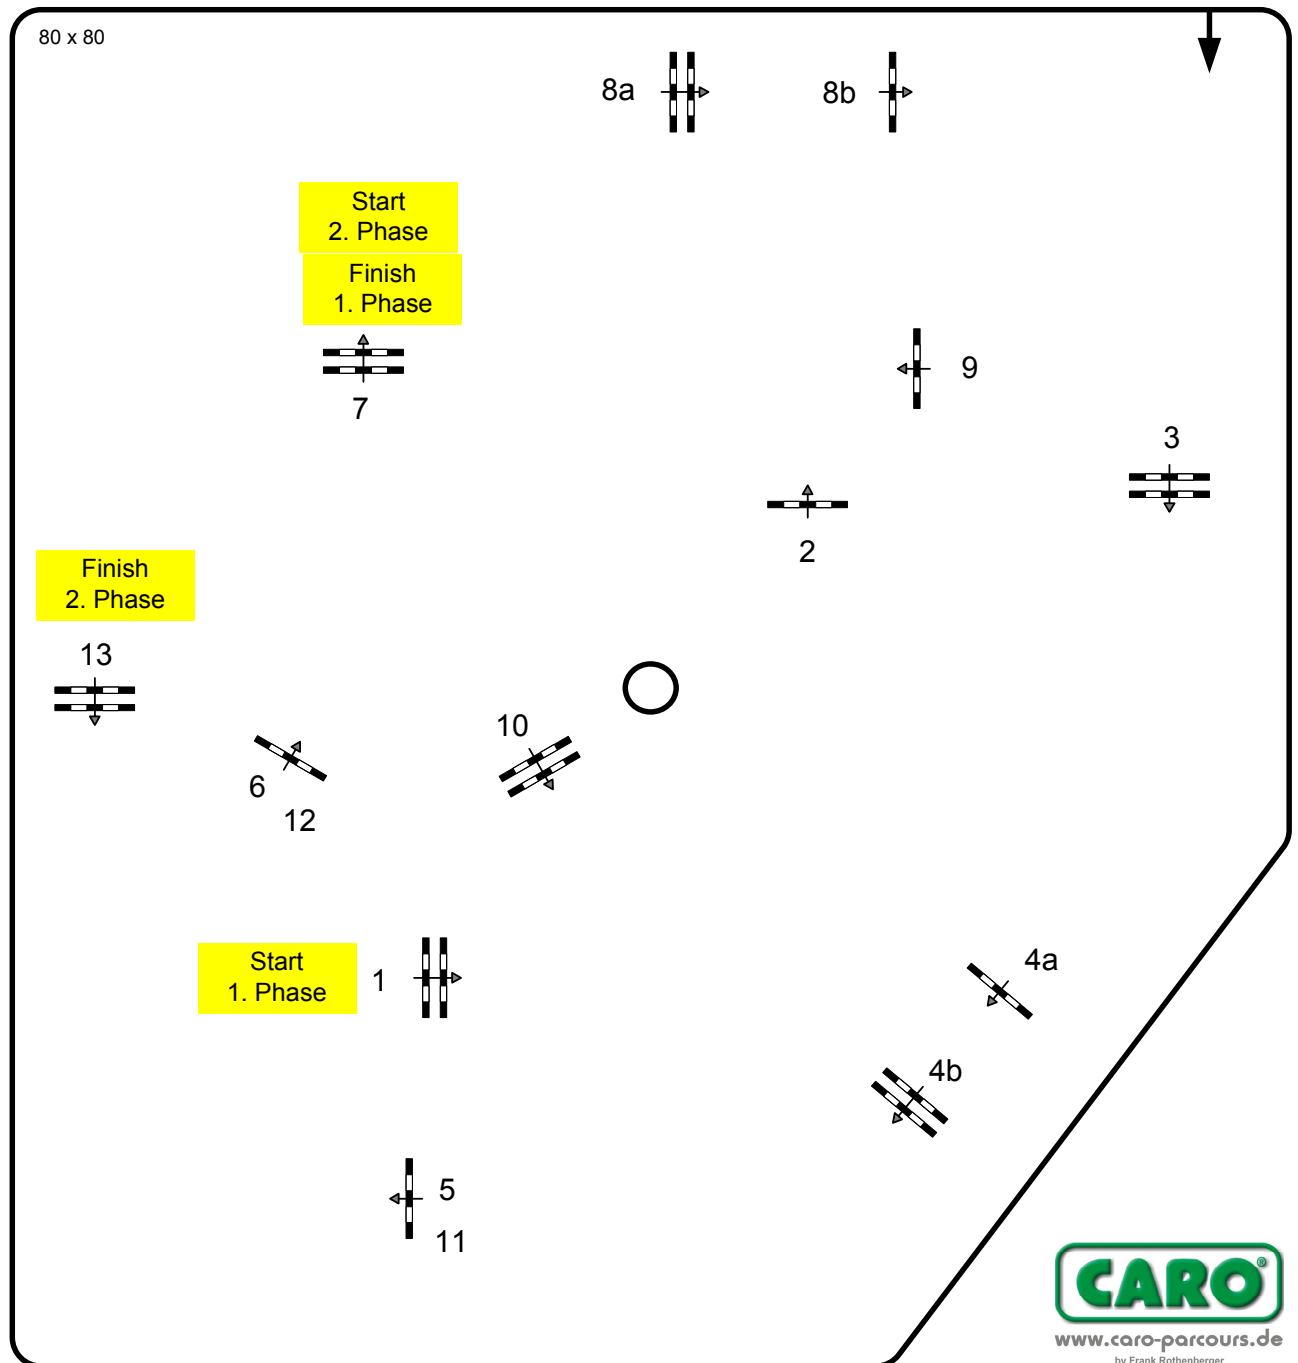 80 x 80
8a
8b
Start
2. Phase
Finish
1. Phase
7
9
3
2
Finish
2. Phase
13
10
6
12
Start
1. Phase
1
4a
4b
5
11
CARO®
www.caro-parcours.de
by Frank Rothenberger